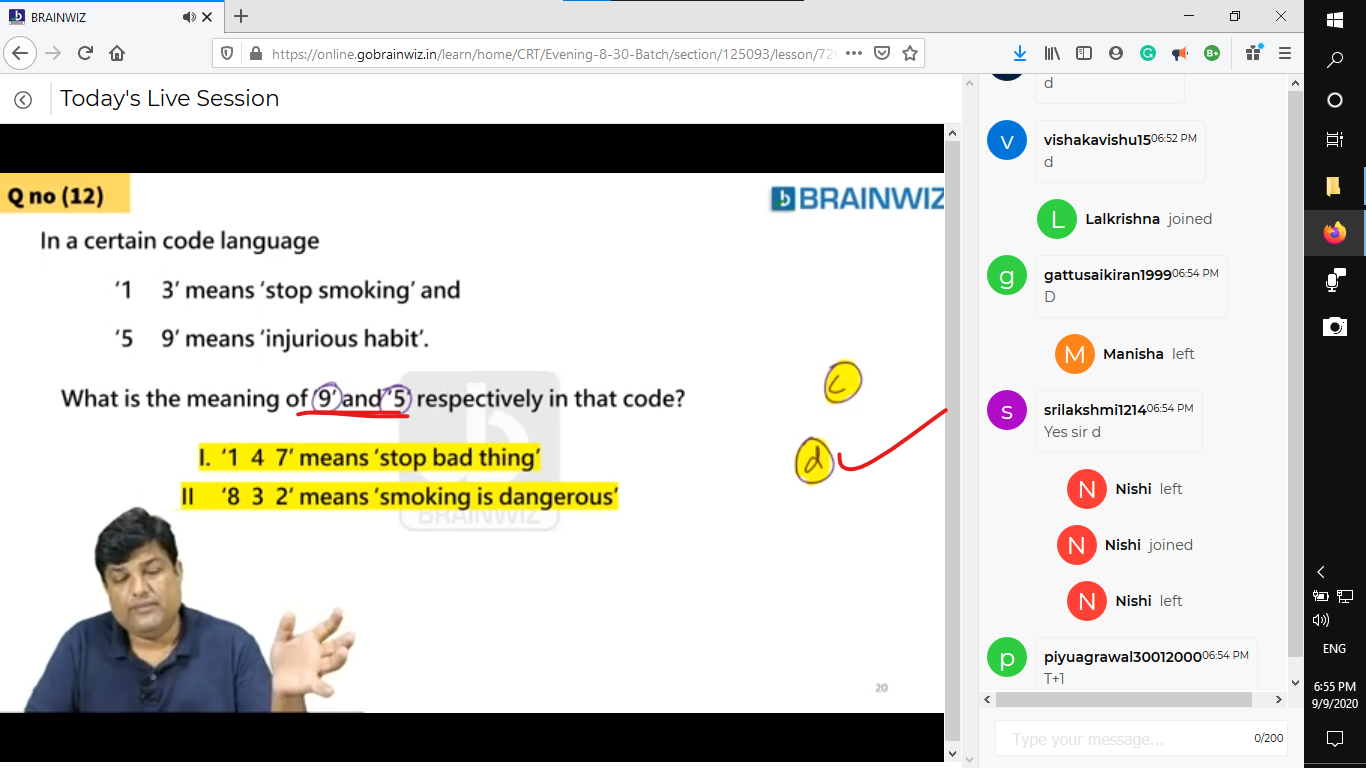 BRAINWIZ
https://online.gobrainwiz.in/learn/home/CRT/Evening-8-30-Batch/section/125093/lesson/72
Today's Live Session
Q no (12)
BRAINWIZ
In a certain code language
‘1 3’ means ‘stop smoking’ and
‘5 9’ means ‘injurious habit’.
What is the meaning of ‘9’ and ‘5’ respectively in that code?
I. ‘1 4 7’ means ‘stop bad thing’
II ‘8 3 2’ means ‘smoking is dangerous’
BRAINWIZ
c
d
20
d
v
vishakavishu15 06:52 PM
d
L
Lalkrishna joined
g
gattusaikiran1999 06:54 PM
D
M
Manisha left
s
srilakshmi1214 06:54 PM
Yes sir d
N
Nishi left
N
Nishi joined
N
Nishi left
p
piyuagrawal30012000 06:54 PM
T+1
Type your message...
0/200
ENG
6:55 PM
9/9/2020